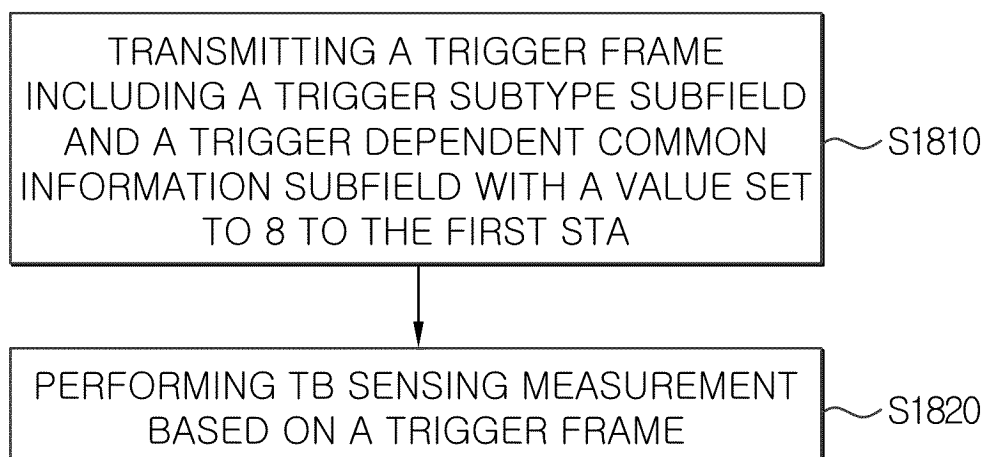 TRANSMITTING A TRIGGER FRAME
INCLUDING A TRIGGER SUBTYPE SUBFIELD
AND A TRIGGER DEPENDENT COMMON
INFORMATION SUBFIELD WITH A VALUE SET
TO 8 TO THE FIRST STA
S1810
PERFORMING TB SENSING MEASUREMENT
BASED ON A TRIGGER FRAME
S1820